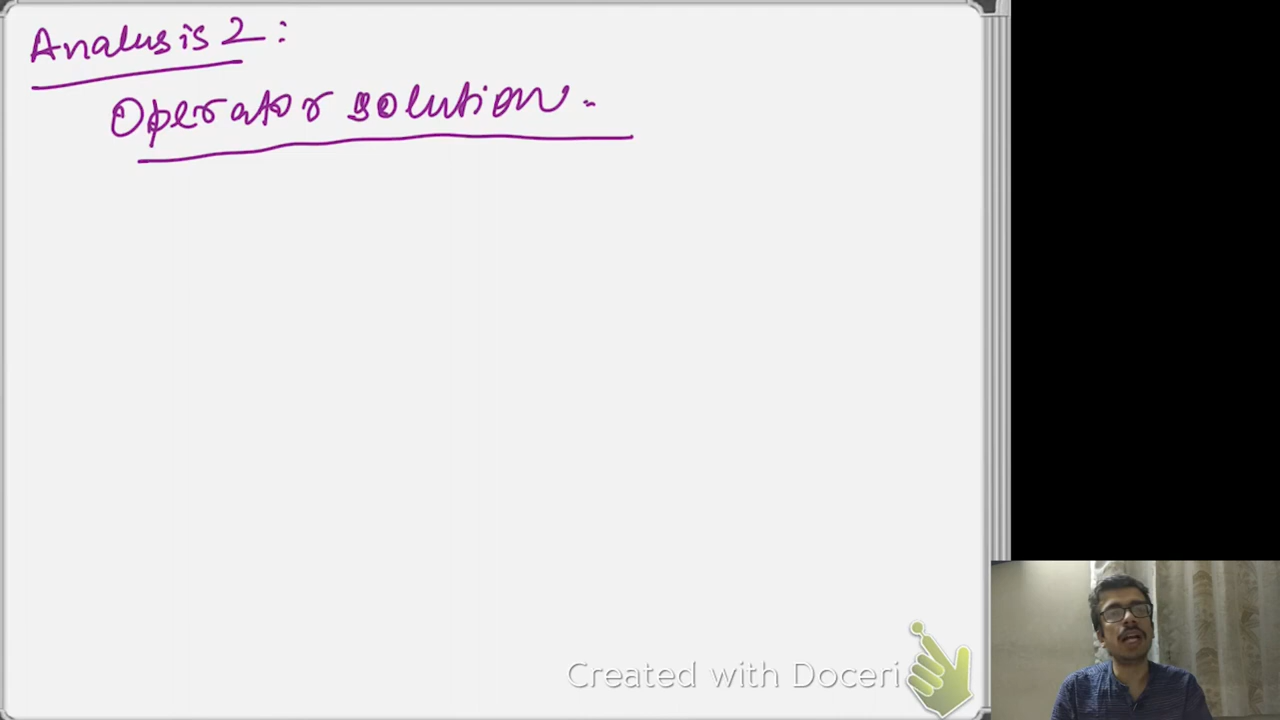 Analysis 2:
Operator solution -
Created with Doceri